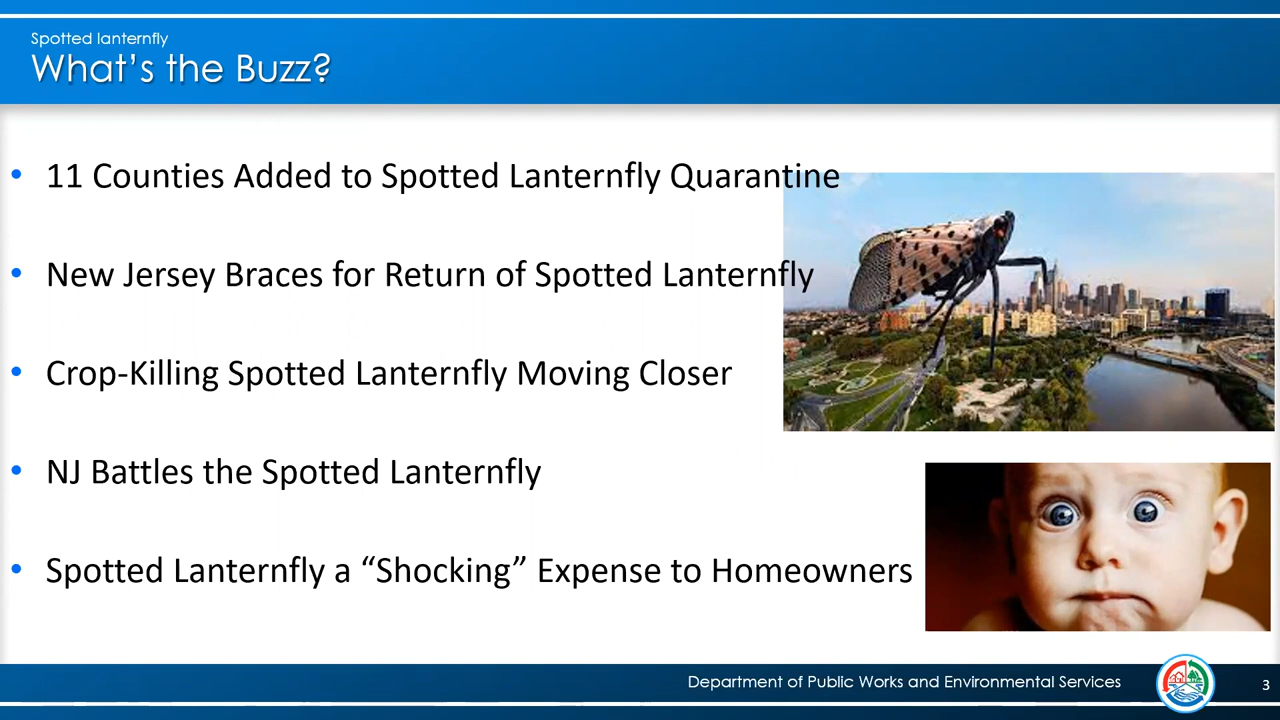 Spotted lanternfly
What's the Buzz?
• 11 Counties Added to Spotted Lanternfly Quarantine
• New Jersey Braces for Return of Spotted Lanternfly
• Crop-Killing Spotted Lanternfly Moving Closer
• NJ Battles the Spotted Lanternfly
• Spotted Lanternfly a “Shocking” Expense to Homeowners
Department of Public Works and Environmental Services
3